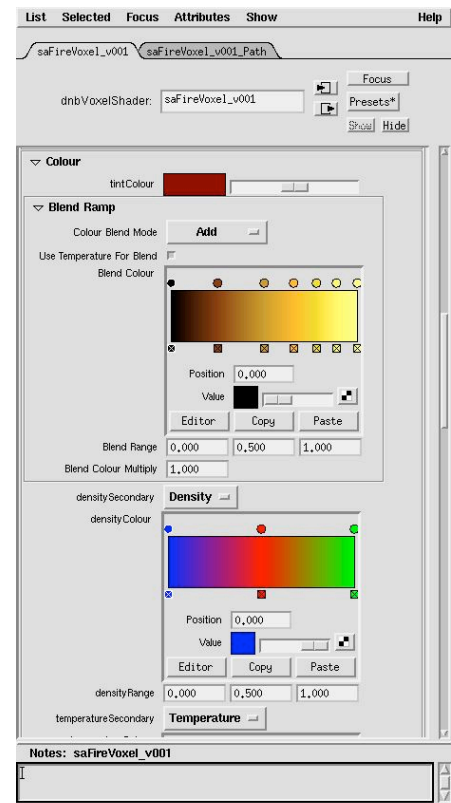 List Selected Focus Attributes Show Help
saFireVoxel_v001 saFireVoxel_v001_Path
Focus
dnbVoxelShader: saFireVoxel_v001
Presets*
Show Hide
Colour
tintColour
Blend Ramp
Colour Blend Mode Add
Use Temperature For Blend
Blend Colour
Position 0.000
Value
Editor Copy Paste
Blend Range 0.000 0.500 1.000
Blend Colour Multiply 1.000
densitySecondary Density
densityColour
Position 0.000
Value
Editor Copy Paste
densityRange 0.000 0.500 1.000
temperatureSecondary Temperature
Notes: saFireVoxel_v001